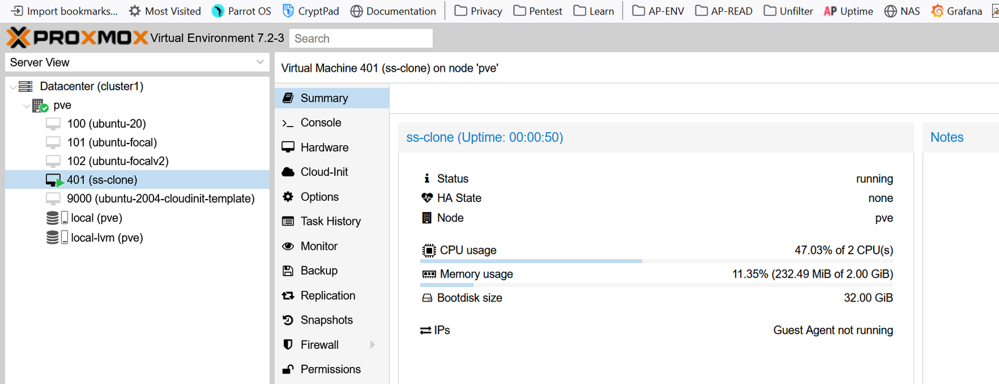 Import bookmarks... Most Visited Parrot OS CryptPad Documentation Privacy Pentest Learn AP-ENV AP-READ Unfilter AP Uptime NAS Grafana
PROXMOX Virtual Environment 7.2-3 Search
Server View
Datacenter (cluster1)
pve
100 (ubuntu-20)
101 (ubuntu-focal)
102 (ubuntu-focalv2)
401 (ss-clone)
9000 (ubuntu-2004-cloudinit-template)
local (pve)
local-lvm (pve)
Virtual Machine 401 (ss-clone) on node 'pve'
Summary
Console
Hardware
Cloud-Init
Options
Task History
Monitor
Backup
Replication
Snapshots
Firewall
Permissions
ss-clone (Uptime: 00:00:50)
Status running
HA State none
Node pve
CPU usage 47.03% of 2 CPU(s)
Memory usage 11.35% (232.49 MiB of 2.00 GiB)
Bootdisk size 32.00 GiB
IPs Guest Agent not running
Notes